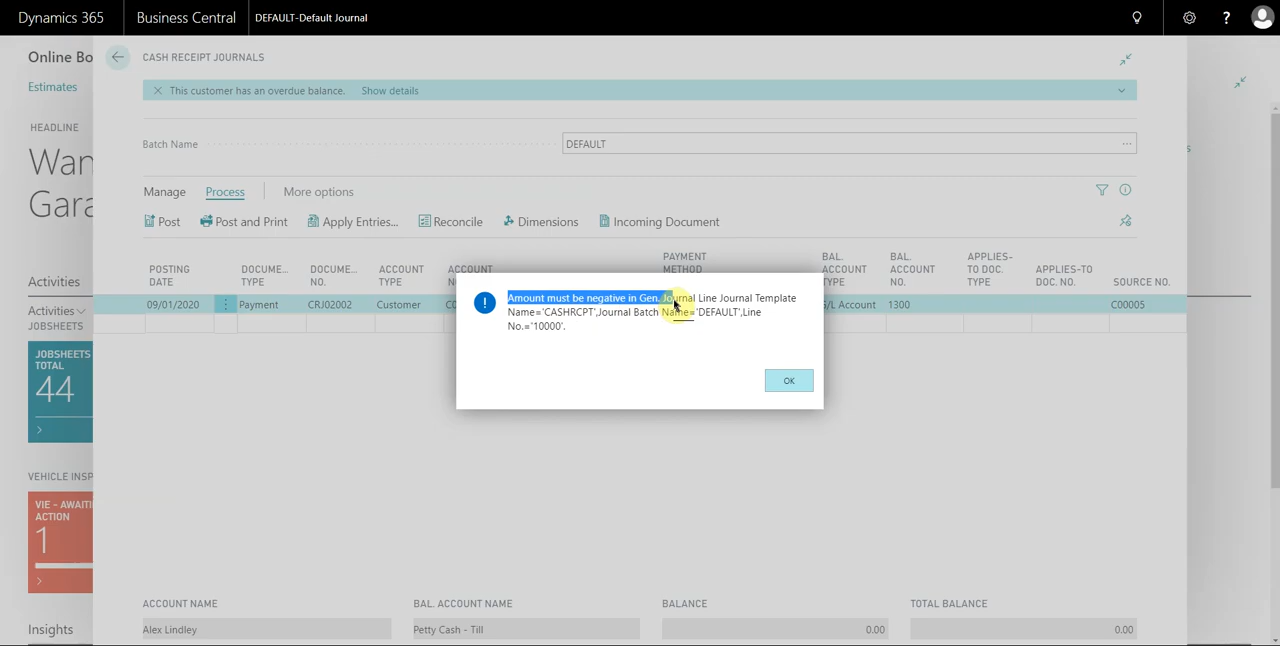 Dynamics 365 Business Central DEFAULT-Default Journal ?
Online Bo
Estimates
HEADLINE
Wan
Gara
Activities
Activities
JOBSHEETS
JOBSHEETS
TOTAL
44
VEHICLE INSP
VIE - AWAITI
ACTION
1
Insights
CASH RECEIPT JOURNALS
This customer has an overdue balance. Show details
Batch Name DEFAULT
Manage Process More options
Post Post and Print Apply Entries... Reconcile Dimensions Incoming Document
POSTING DATE
DOCUME... TYPE
DOCUME... NO.
ACCOUNT TYPE
ACCOUNT
PAYMENT METHOD
BAL. ACCOUNT TYPE
BAL. ACCOUNT NO.
APPLIES-TO DOC. TYPE
APPLIES-TO DOC. NO.
SOURCE NO.
09/01/2020 Payment CRJ02002 Customer C0 G/L Account 1300 C00005
Amount must be negative in Gen. Journal Line Journal Template
Name='CASHRCPT',Journal Batch Name='DEFAULT',Line
No.='10000'.
OK
ACCOUNT NAME BAL. ACCOUNT NAME BALANCE TOTAL BALANCE
Alex Lindley Petty Cash - Till 0.00 0.00